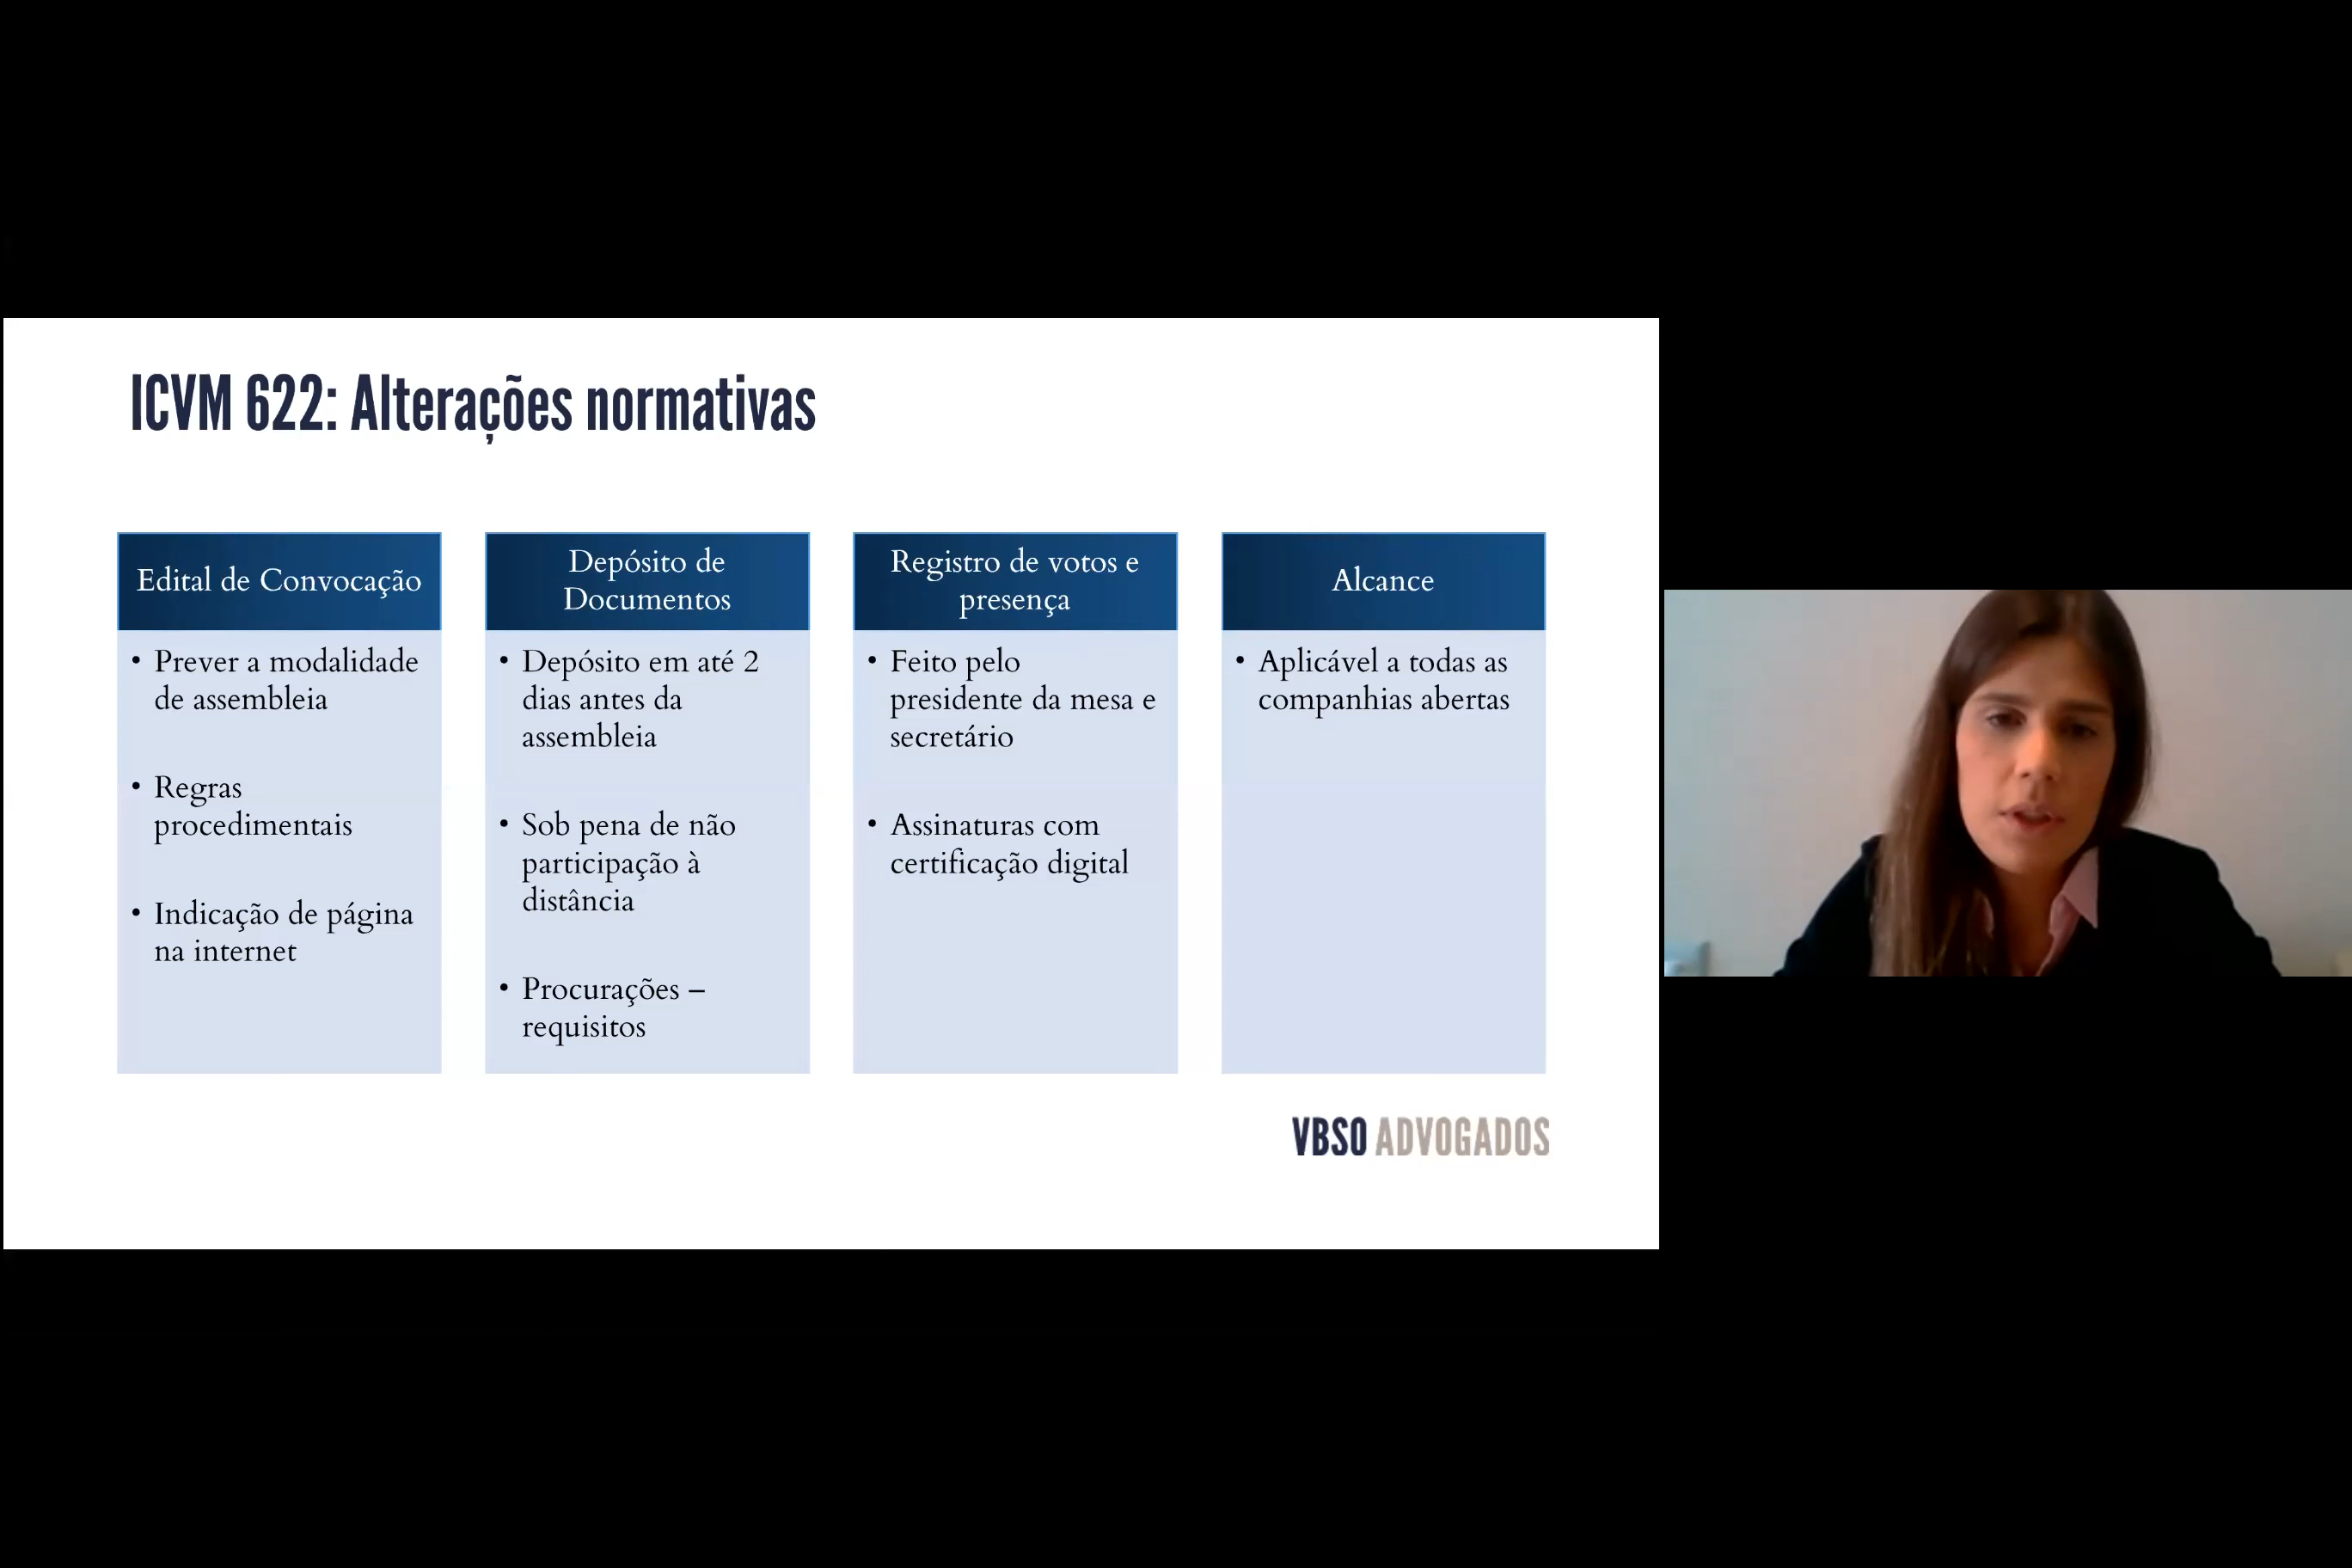 ICVM 622: Alterações normativas
Edital de Convocação
• Prever a modalidade
de assembleia
• Regras
procedimentais
• Indicação de página
na internet
Depósito de
Documentos
• Depósito em até 2
dias antes da
assembleia
• Sob pena de não
participação à
distância
• Procurações –
requisitos
Registro de votos e
presença
• Feito pelo
presidente da mesa e
secretário
• Assinaturas com
certificação digital
Alcance
• Aplicável a todas as
companhias abertas
VBSO ADVOGADOS